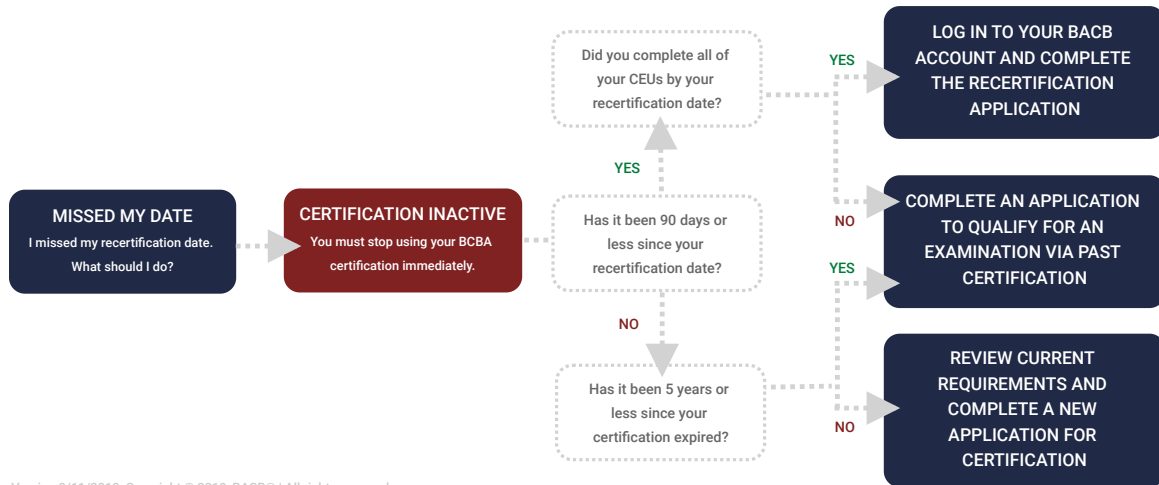 MISSED MY DATE
I missed my recertification date.
What should I do?
CERTIFICATION INACTIVE
You must stop using your BCBA
certification immediately.
Has it been 90 days or
less since your
recertification date?
YES
Did you complete all of
your CEUs by your
recertification date?
YES
LOG IN TO YOUR BACB
ACCOUNT AND COMPLETE
THE RECERTIFICATION
APPLICATION
NO
COMPLETE AN APPLICATION
TO QUALIFY FOR AN
EXAMINATION VIA PAST
CERTIFICATION
NO
Has it been 5 years or
less since your
certification expired?
YES
NO
REVIEW CURRENT
REQUIREMENTS AND
COMPLETE A NEW
APPLICATION FOR
CERTIFICATION